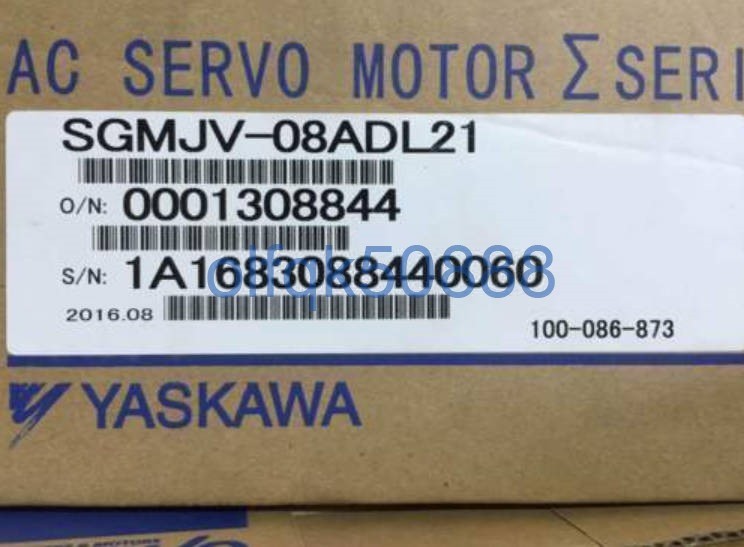 AC SERVO MOTOR Σ SERI
SGMJV-08ADL21
O/N: 0001308844
S/N: 1A1683088440060
2016.08
100-086-873
YASKAWA